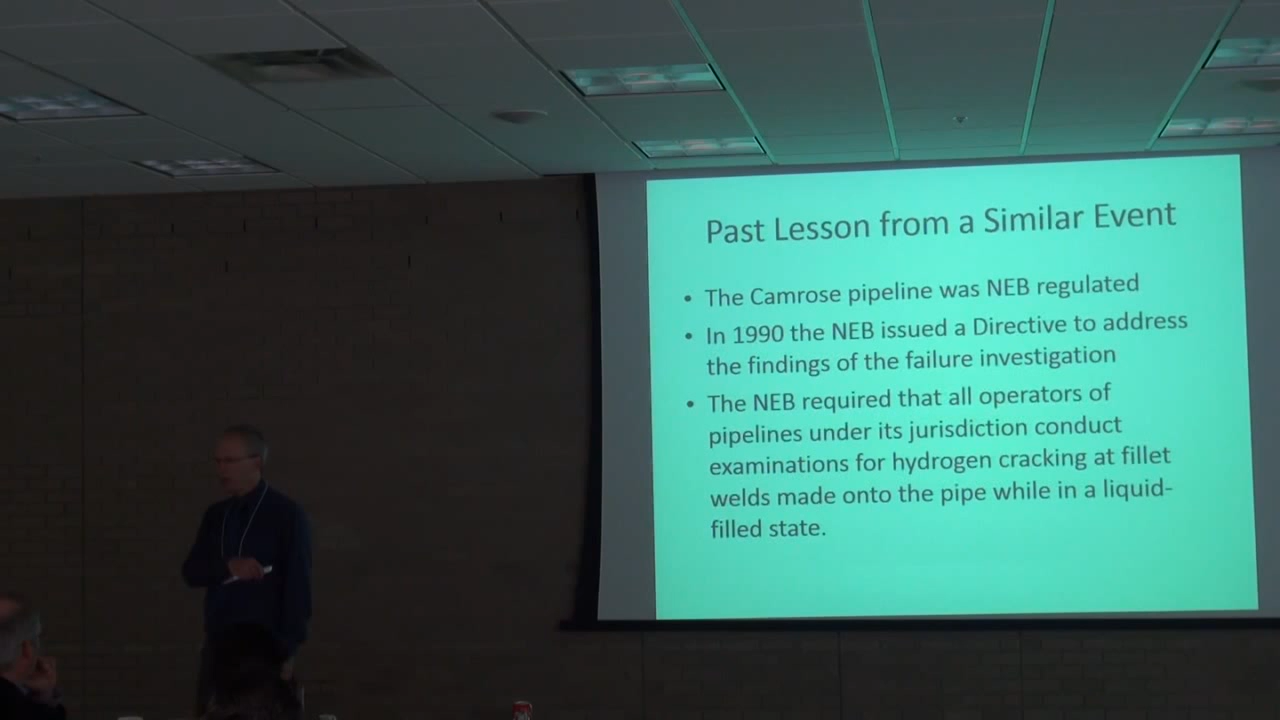 Past Lesson from a Similar Event
• The Camrose pipeline was NEB regulated
• In 1990 the NEB issued a Directive to address
the findings of the failure investigation
• The NEB required that all operators of
pipelines under its jurisdiction conduct
examinations for hydrogen cracking at fillet
welds made onto the pipe while in a liquid-
filled state.